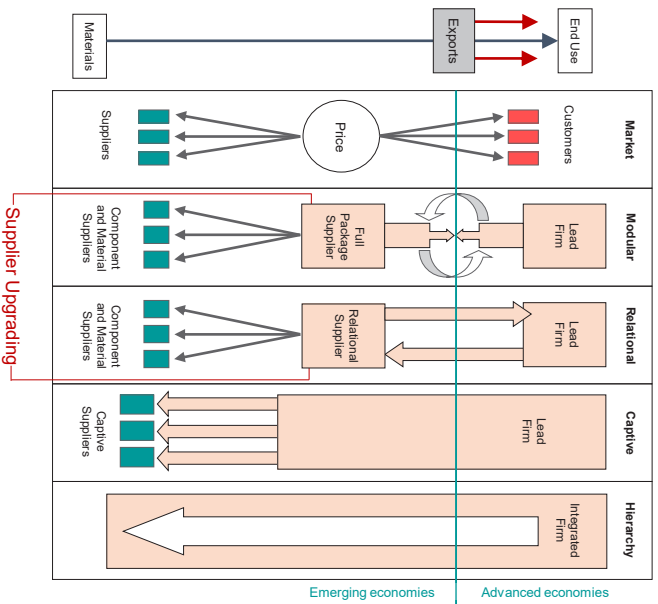 End Use
Exports
Materials
Market
Customers
Price
Suppliers
Modular
Lead
Firm
Full
Package
Supplier
Component
and Material
Suppliers
Relational
Lead
Firm
Relational
Supplier
Component
and Material
Suppliers
Supplier Upgrading
Captive
Lead
Firm
Captive
Suppliers
Hierarchy
Integrated
Firm
Emerging economies
Advanced economies